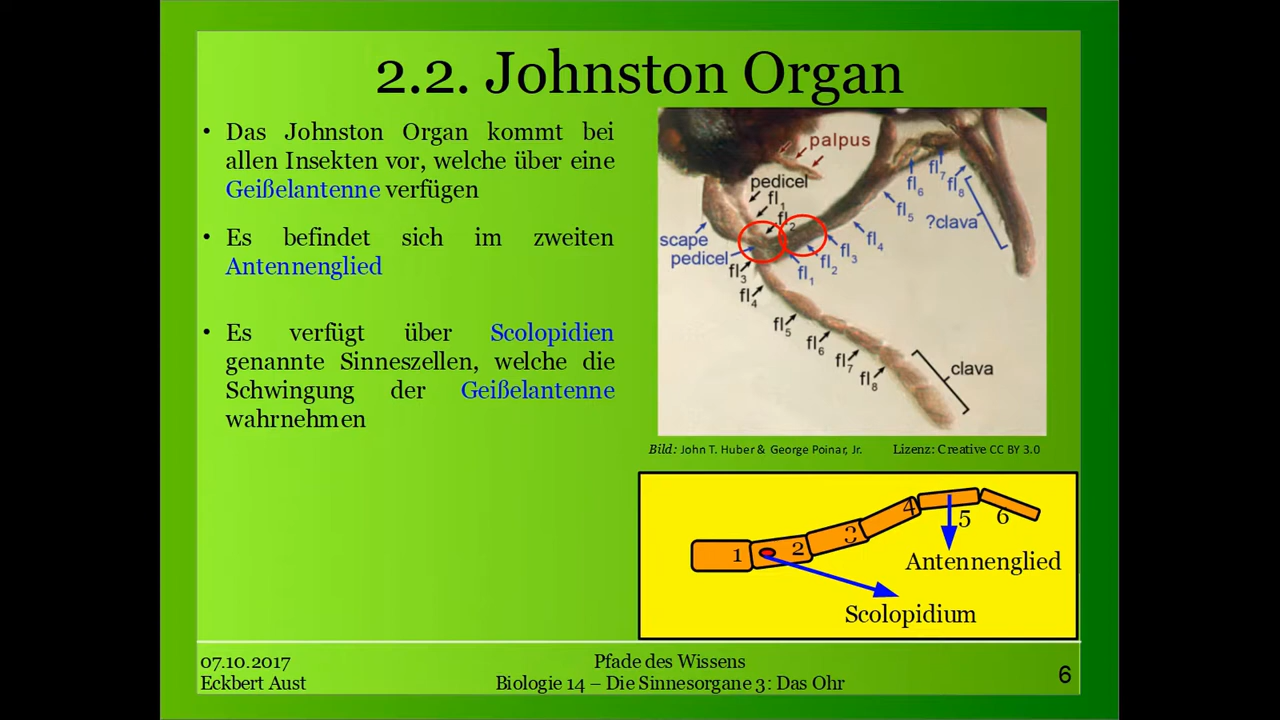 2.2. Johnston Organ
• Das Johnston Organ kommt bei
allen Insekten vor, welche über eine
Geißelantenne verfügen
• Es befindet sich im zweiten
Antennenglied
• Es verfügt über Scolopidien
genannte Sinneszellen, welche die
Schwingung der Geißelantenne
wahrnehmen
palpus
pedicel
fl1
fl2
scape
pedicel
fl3
fl4
fl5
fl6
fl7
fl8
clava
fl1
fl2
fl3
fl4
fl5
fl6
fl7
fl8
?clava
Bild: John T. Huber & George Poinar, Jr. Lizenz: Creative CC BY 3.0
1 2 3 4 5 6
Antennenglied
Scolopidium
07.10.2017
Eckbert Aust
Pfade des Wissens
Biologie 14 – Die Sinnesorgane 3: Das Ohr
6